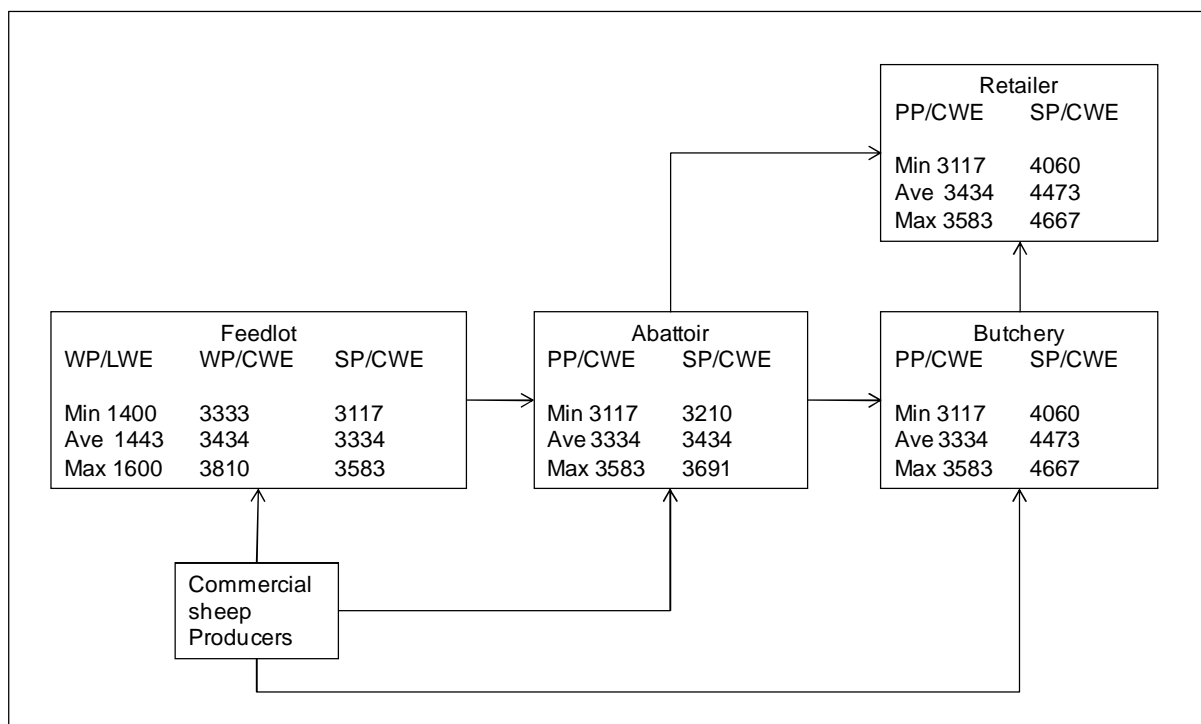 Retailer
PP/CWE SP/CWE
Min 3117 4060
Ave 3434 4473
Max 3583 4667
Feedlot
WP/LWE WP/CWE SP/CWE
Min 1400 3333 3117
Ave 1443 3434 3334
Max 1600 3810 3583
Abattoir
PP/CWE SP/CWE
Min 3117 3210
Ave 3334 3434
Max 3583 3691
Butchery
PP/CWE SP/CWE
Min 3117 4060
Ave 3334 4473
Max 3583 4667
Commercial
sheep
Producers